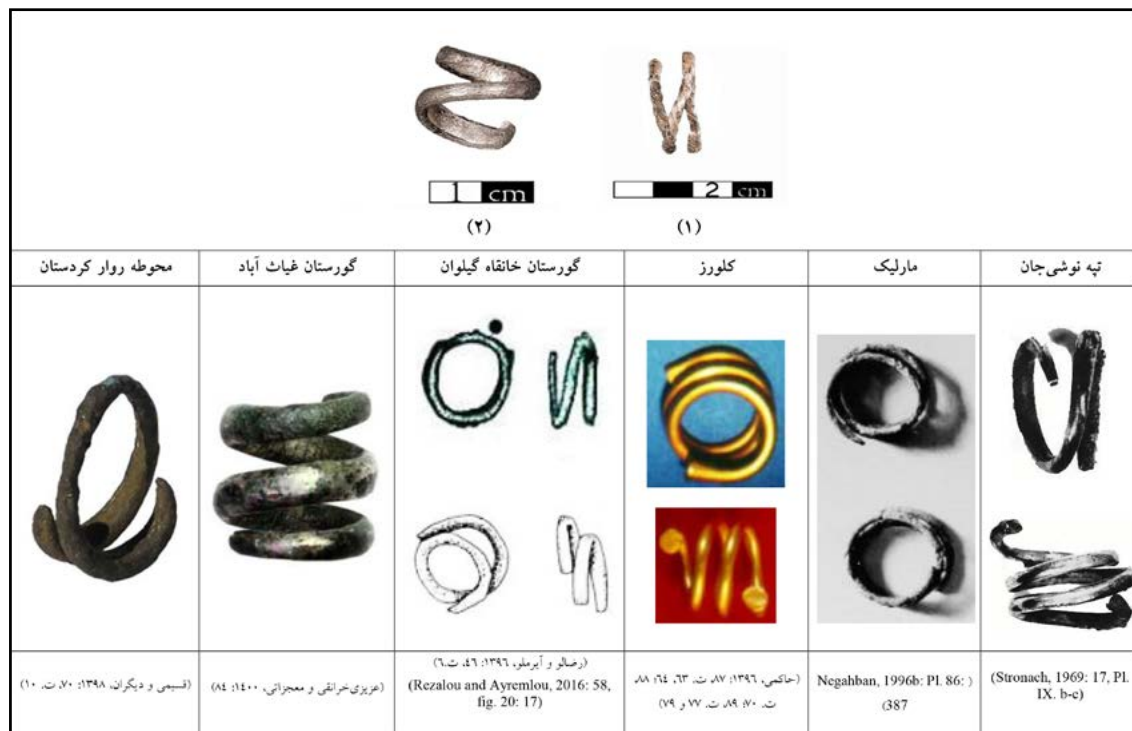 1 cm
2 cm
(۲)
(۱)
تپه نوشی‌جان
مارلیک
کلورز
گورستان خانقاه گیلوان
گورستان غیاث آباد
محوطه روار کردستان
(Stronach, 1969: 17, Pl.
IX. b-c)
Negahban, 1996b: Pl. 86: )
(387
(حاکمی، ۱۳۹۶: ۸۷، ت. ۶۳، ۶۴؛ ۸۸،
ت. ۷۰؛ ۸۹، ت. ۷۷ و ۷۹)
(رضالو و آیرملو، ۱۳۹۶: ۴۶، ت.۶)
(Rezalou and Ayremlou, 2016: 58,
fig. 20: 17)
(عزیزی‌خرانقی و معجزاتی، ۱۴۰۰: ۸۴)
(قسیمی و دیگران، ۱۳۹۸: ۷۰، ت. ۱۰)